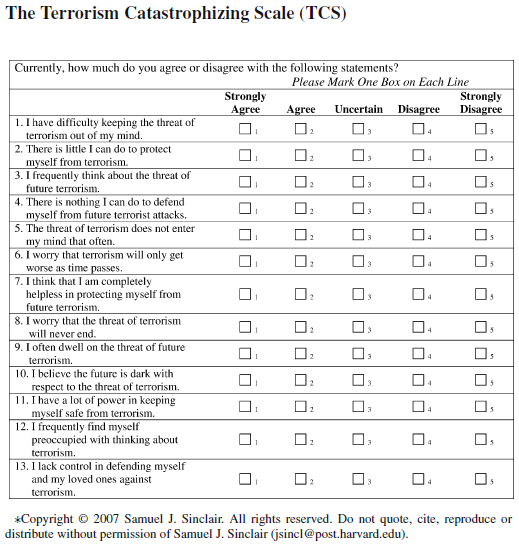 The Terrorism Catastrophizing Scale (TCS)
Currently, how much do you agree or disagree with the following statements?
Please Mark One Box on Each Line
Strongly Agree Agree Uncertain Disagree Strongly Disagree
1. I have difficulty keeping the threat of
terrorism out of my mind.
1 2 3 4 5
2. There is little I can do to protect
myself from terrorism.
1 2 3 4 5
3. I frequently think about the threat of
future terrorism.
1 2 3 4 5
4. There is nothing I can do to defend
myself from future terrorist attacks.
1 2 3 4 5
5. The threat of terrorism does not enter
my mind that often.
1 2 3 4 5
6. I worry that terrorism will only get
worse as time passes.
1 2 3 4 5
7. I think that I am completely
helpless in protecting myself from
future terrorism.
1 2 3 4 5
8. I worry that the threat of terrorism
will never end.
1 2 3 4 5
9. I often dwell on the threat of future
terrorism.
1 2 3 4 5
10. I believe the future is dark with
respect to the threat of terrorism.
1 2 3 4 5
11. I have a lot of power in keeping
myself safe from terrorism.
1 2 3 4 5
12. I frequently find myself
preoccupied with thinking about
terrorism.
1 2 3 4 5
13. I lack control in defending myself
and my loved ones against
terrorism.
1 2 3 4 5
*Copyright © 2007 Samuel J. Sinclair. All rights reserved. Do not quote, cite, reproduce or
distribute without permission of Samuel J. Sinclair (jsincl@post.harvard.edu).